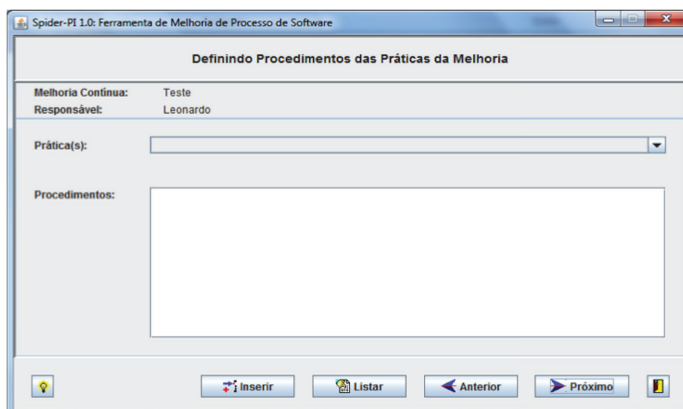 Spider-PI 1.0: Ferramenta de Melhoria de Processo de Software
Definindo Procedimentos das Práticas da Melhoria
Melhoria Contínua: Teste
Responsável: Leonardo
Prática(s):
Procedimentos:
Inserir Listar Anterior Próximo